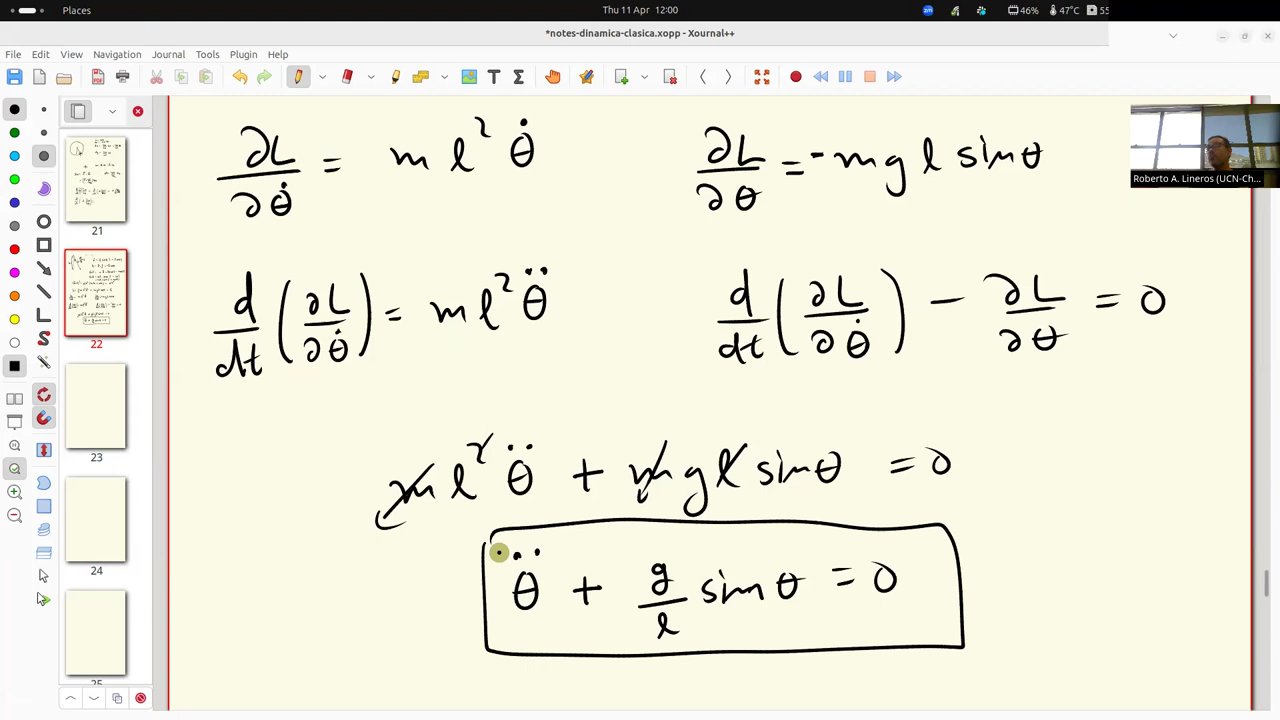 Places
Thu 11 Apr 12:00
46%
47°C
55
*notes-dinamica-clasica.xopp - Xournal++
File Edit View Navigation Journal Tools Plugin Help
21
22
23
24
25
Roberto A. Lineros (UCN-Ch...
∂L/∂θ̇ = m l² θ̇
∂L/∂θ = -m g l sinθ
d/dt (∂L/∂θ̇) = m l² θ̈
d/dt (∂L/∂θ̇) - ∂L/∂θ = 0
m l² θ̈ + m g l sinθ = 0
θ̈ + g/l sinθ = 0